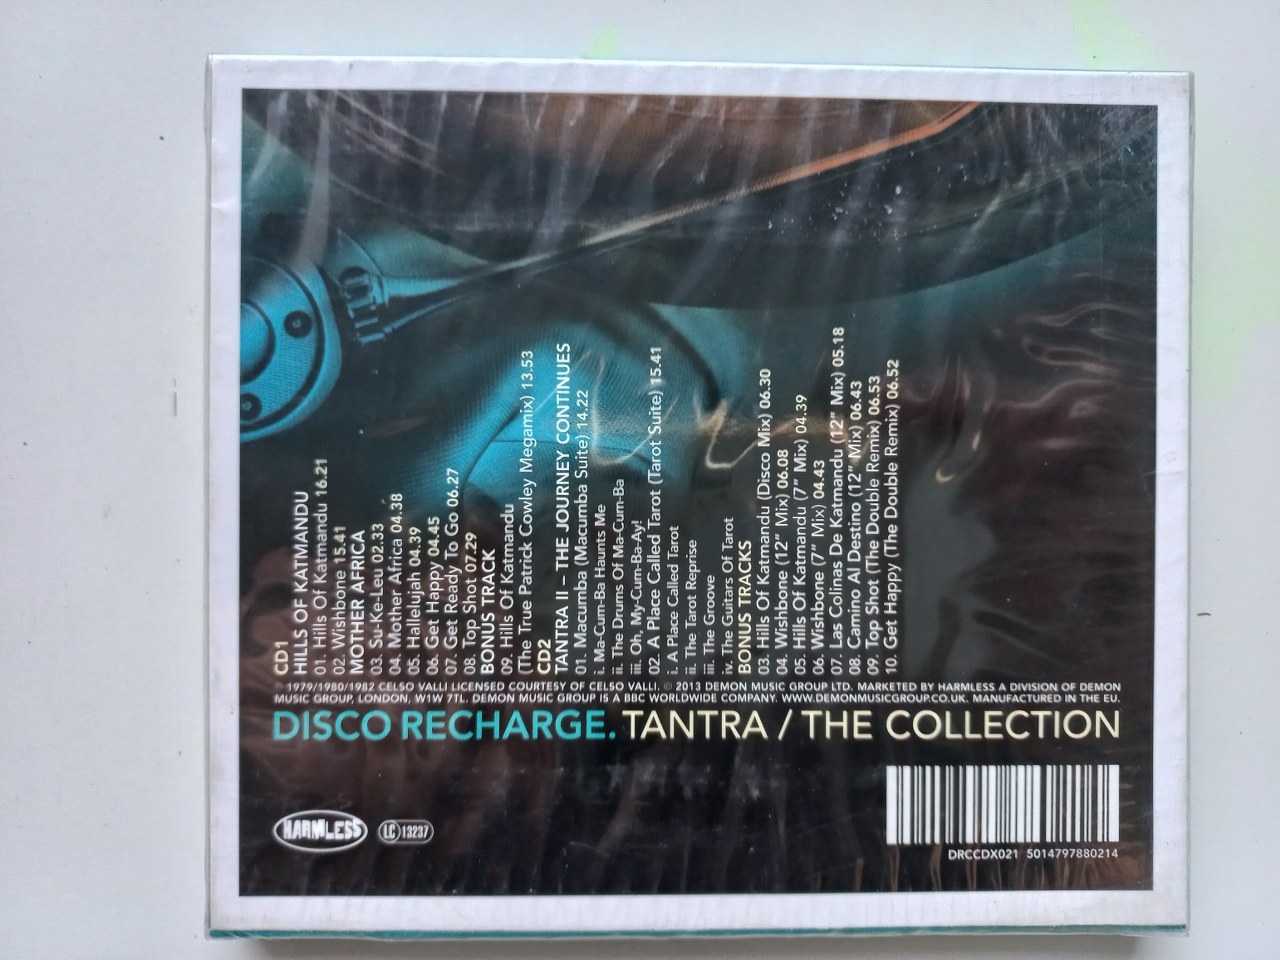 CD1
HILLS OF KATMANDU
01. Hills Of Katmandu 16.21
02. Wishbone 15.41
MOTHER AFRICA
03. Su-Ke-Leu 02.33
04. Mother Africa 04.38
05. Hallelujah 04.39
06. Get Happy 04.45
07. Get Ready To Go 06.27
08. Top Shot 07.29
BONUS TRACK
09. Hills Of Katmandu
(The True Patrick Cowley Megamix) 13.53
CD2
TANTRA II – THE JOURNEY CONTINUES
01. Macumba (Macumba Suite) 14.22
i. Ma-Cum-Ba Haunts Me
ii. The Drums Of Ma-Cum-Ba
iii. Oh, My-Cum-Ba-Ay!
02. A Place Called Tarot (Tarot Suite) 15.41
i. A Place Called Tarot
ii. The Tarot Reprise
iii. The Groove
iv. The Guitars Of Tarot
BONUS TRACKS
03. Hills Of Katmandu (Disco Mix) 06.30
04. Wishbone (12” Mix) 06.08
05. Hills Of Katmandu (7” Mix) 04.39
06. Wishbone (7” Mix) 04.43
07. Las Colinas De Katmandu (12” Mix) 05.18
08. Camino Al Destino (12” Mix) 06.43
09. Top Shot (The Double Remix) 06.53
10. Get Happy (The Double Remix) 06.52
℗ 1979/1980/1982 CELSO VALLI LICENSED COURTESY OF CELSO VALLI. © 2013 DEMON MUSIC GROUP LTD. MARKETED BY HARMLESS A DIVISION OF DEMON
MUSIC GROUP, LONDON, W1W 7TL. DEMON MUSIC GROUP IS A BBC WORLDWIDE COMPANY. WWW.DEMONMUSICGROUP.CO.UK. MANUFACTURED IN THE EU.
DISCO RECHARGE. TANTRA / THE COLLECTION
HARMLESS
LC 13237
DRCCDX021 5014797880214